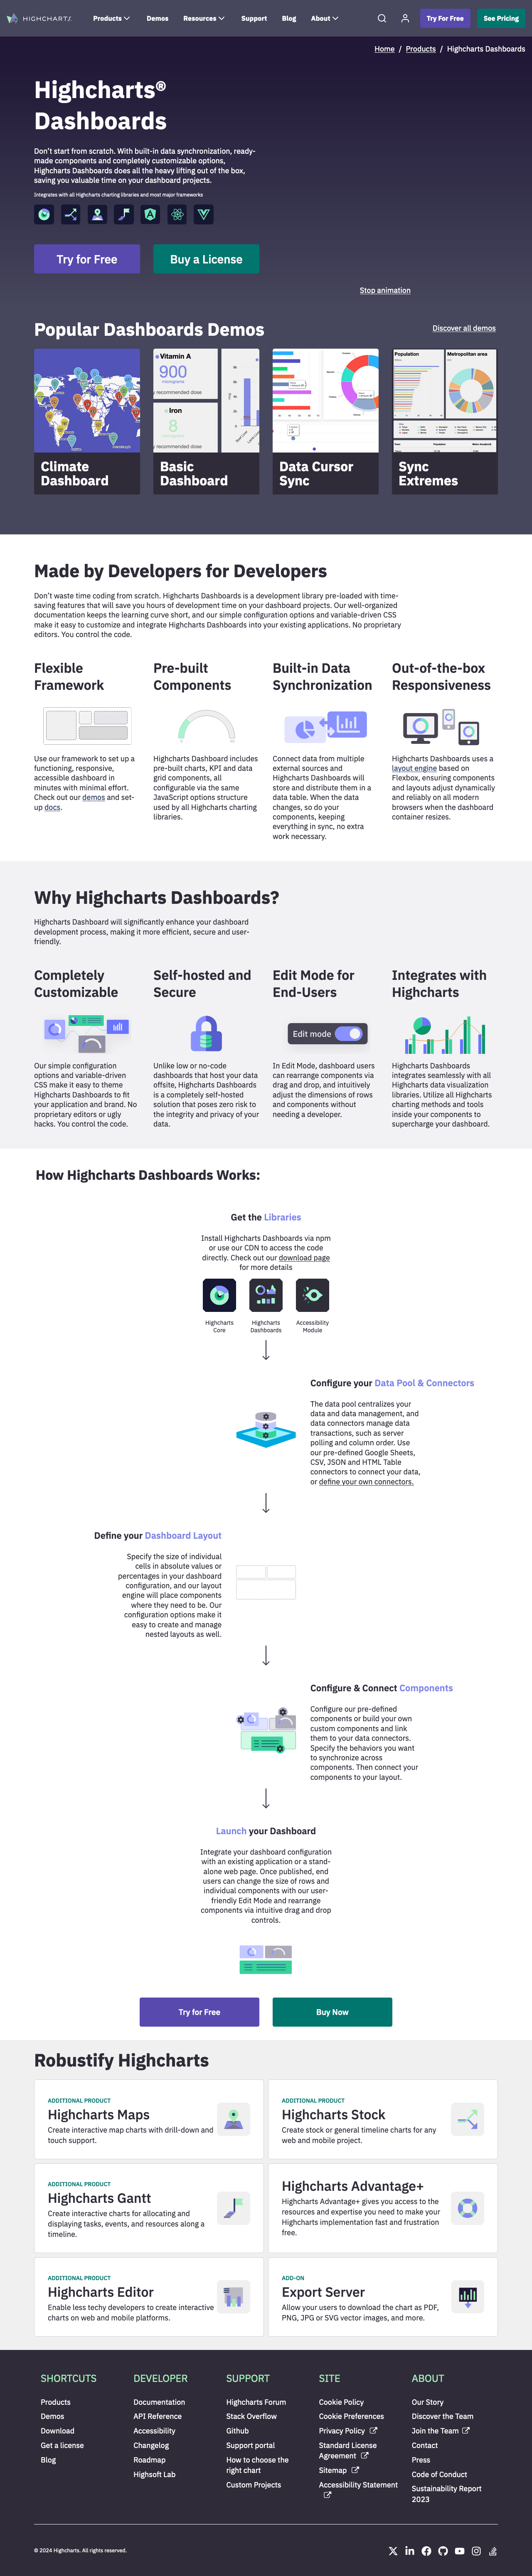 HIGHCHARTS
Products
Demos
Resources
Support
Blog
About
Try For Free
See Pricing
Home / Products / Highcharts Dashboards
Highcharts®
Dashboards
Don't start from scratch. With built-in data synchronization, ready-
made components and completely customizable options,
Highcharts Dashboards does all the heavy lifting out of the box,
saving you valuable time on your dashboard projects.
Integrates with all Highcharts charting libraries and most major frameworks
Try for Free
Buy a License
Stop animation
Popular Dashboards Demos
Discover all demos
Climate
Dashboard
Vitamin A
900
micrograms
recommended dose
Iron
8
recommended dose
Basic
Dashboard
Data Cursor
Sync
Population
Metropolitan area
Sync
Extremes
Made by Developers for Developers
Don't waste time coding from scratch. Highcharts Dashboards is a development library pre-loaded with time-
saving features that will save you hours of development time on your dashboard projects. Our well-organized
documentation keeps the learning curve short, and our simple configuration options and variable-driven CSS
make it easy to customize and integrate Highcharts Dashboards into your existing applications. No proprietary
editors. You control the code.
Flexible
Framework
Use our framework to set up a
functioning, responsive,
accessible dashboard in
minutes with minimal effort.
Check out our demos and set-
up docs.
Pre-built
Components
Highcharts Dashboard includes
pre-built charts, KPI and data
grid components, all
configurable via the same
JavaScript options structure
used by all Highcharts charting
libraries.
Built-in Data
Synchronization
Connect data from multiple
external sources and
Highcharts Dashboards will
store and distribute them in a
data table. When the data
changes, so do your
components, keeping
everything in sync, no extra
work necessary.
Out-of-the-box
Responsiveness
Highcharts Dashboards uses a
layout engine based on
Flexbox, ensuring components
and layouts adjust dynamically
and reliably on all modern
browsers when the dashboard
container resizes.
Why Highcharts Dashboards?
Highcharts Dashboard will significantly enhance your dashboard
development process, making it more efficient, secure and user-
friendly.
Completely
Customizable
Our simple configuration
options and variable-driven
CSS make it easy to theme
Highcharts Dashboards to fit
your application and brand. No
proprietary editors or ugly
hacks. You control the code.
Self-hosted and
Secure
Unlike low or no-code
dashboards that host your data
offsite, Highcharts Dashboards
is a completely self-hosted
solution that poses zero risk to
the integrity and privacy of your
data.
Edit Mode for
End-Users
Edit mode
In Edit Mode, dashboard users
can rearrange components via
drag and drop, and intuitively
adjust the dimensions of rows
and components without
needing a developer.
Integrates with
Highcharts
Highcharts Dashboards
integrates seamlessly with all
Highcharts data visualization
libraries. Utilize all Highcharts
charting methods and tools
inside your components to
supercharge your dashboard.
How Highcharts Dashboards Works:
Get the Libraries
Install Highcharts Dashboards via npm
or use our CDN to access the code
directly. Check out our download page
for more details
Highcharts
Core
Highcharts
Dashboards
Accessibility
Module
Configure your Data Pool & Connectors
The data pool centralizes your
data and data management, and
data connectors manage data
transactions, such as server
polling and column order. Use
our pre-defined Google Sheets,
CSV, JSON and HTML Table
connectors to connect your data,
or define your own connectors.
Define your Dashboard Layout
Specify the size of individual
cells in absolute values or
percentages in your dashboard
configuration, and our layout
engine will place components
where they need to be. Our
configuration options make it
easy to create and manage
nested layouts as well.
Configure & Connect Components
Configure our pre-defined
components or build your own
custom components and link
them to your data connectors.
Specify the behaviors you want
to synchronize across
components. Then connect your
components to your layout.
Launch your Dashboard
Integrate your dashboard configuration
with an existing application or a stand-
alone web page. Once published, end
users can change the size of rows and
individual components with our user-
friendly Edit Mode and rearrange
components via intuitive drag and drop
controls.
Try for Free
Buy Now
Robustify Highcharts
ADDITIONAL PRODUCT
Highcharts Maps
Create interactive map charts with drill-down and
touch support.
ADDITIONAL PRODUCT
Highcharts Stock
Create stock or general timeline charts for any
web and mobile project.
ADDITIONAL PRODUCT
Highcharts Gantt
Create interactive charts for allocating and
displaying tasks, events, and resources along a
timeline.
Highcharts Advantage+
Highcharts Advantage+ gives you access to the
resources and expertise you need to make your
Highcharts implementation fast and frustration
free.
ADDITIONAL PRODUCT
Highcharts Editor
Enable less techy developers to create interactive
charts on web and mobile platforms.
ADD-ON
Export Server
Allow your users to download the chart as PDF,
PNG, JPG or SVG vector images, and more.
SHORTCUTS
Products
Demos
Download
Get a license
Blog
DEVELOPER
Documentation
API Reference
Accessibility
Changelog
Roadmap
Highsoft Lab
SUPPORT
Highcharts Forum
Stack Overflow
Github
Support portal
How to choose the
right chart
Custom Projects
SITE
Cookie Policy
Cookie Preferences
Privacy Policy
Standard License
Agreement
Sitemap
Accessibility Statement
ABOUT
Our Story
Discover the Team
Join the Team
Contact
Press
Code of Conduct
Sustainability Report
2023
© 2024 Highcharts. All rights reserved.